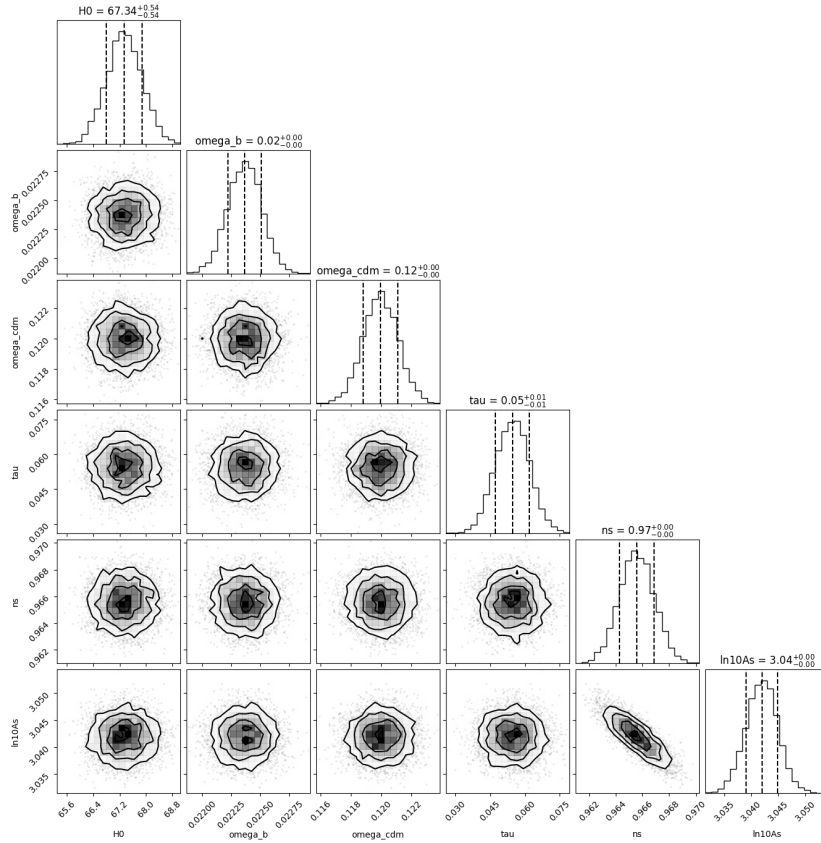 H0 = 67.34+0.54−0.54
omega_b = 0.02+0.00−0.00
0.02275
0.02250
0.02225
0.02200
omega_b
omega_cdm = 0.12+0.00−0.00
0.122
0.120
0.118
0.116
omega_cdm
tau = 0.05+0.01−0.01
0.075
0.060
0.045
0.030
tau
ns = 0.97+0.00−0.00
0.970
0.968
0.966
0.964
0.962
ns
ln10As = 3.04+0.00−0.00
3.050
3.045
3.040
3.035
ln10As
65.6 66.4 67.2 68.0 68.8 0.02200 0.02225 0.02250 0.02275 0.116 0.118 0.120 0.122 0.030 0.045 0.060 0.075 0.962 0.964 0.966 0.968 0.970 3.035 3.040 3.045 3.050
H0 omega_b omega_cdm tau ns ln10As